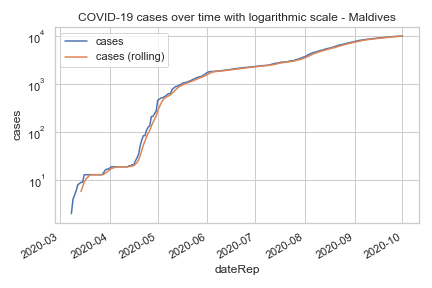 COVID-19 cases over time with logarithmic scale - Maldives
cases
cases (rolling)
10⁴
10³
10²
10¹
cases
2020-03
2020-04
2020-05
2020-06
2020-07
2020-08
2020-09
2020-10
dateRep